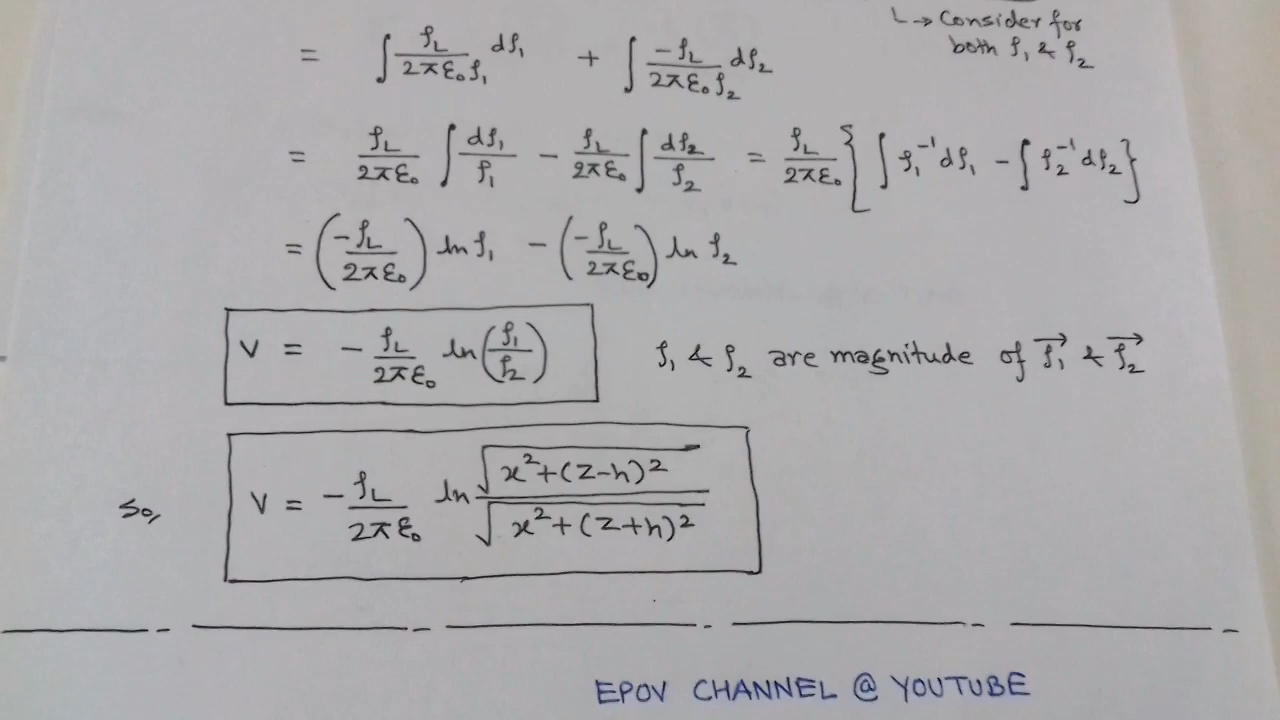 L→ Consider for
both ρ₁ & ρ₂
= ∫ ρL/2πε₀ρ₁ dρ₁ + ∫ -ρL/2πε₀ρ₂ dρ₂
= ρL/2πε₀ ∫ dρ₁/ρ₁ - ρL/2πε₀ ∫ dρ₂/ρ₂ = ρL/2πε₀ { ∫ ρ₁⁻¹ dρ₁ - ∫ ρ₂⁻¹ dρ₂ }
= (-ρL/2πε₀) ln ρ₁ - (-ρL/2πε₀) ln ρ₂
V = - ρL/2πε₀ ln(ρ₁/ρ₂) ρ₁ & ρ₂ are magnitude of ρ₁→ & ρ₂→
So, V = - ρL/2πε₀ ln √(x²+(z-h)²)/√(x²+(z+h)²)
EPOV CHANNEL @ YOUTUBE